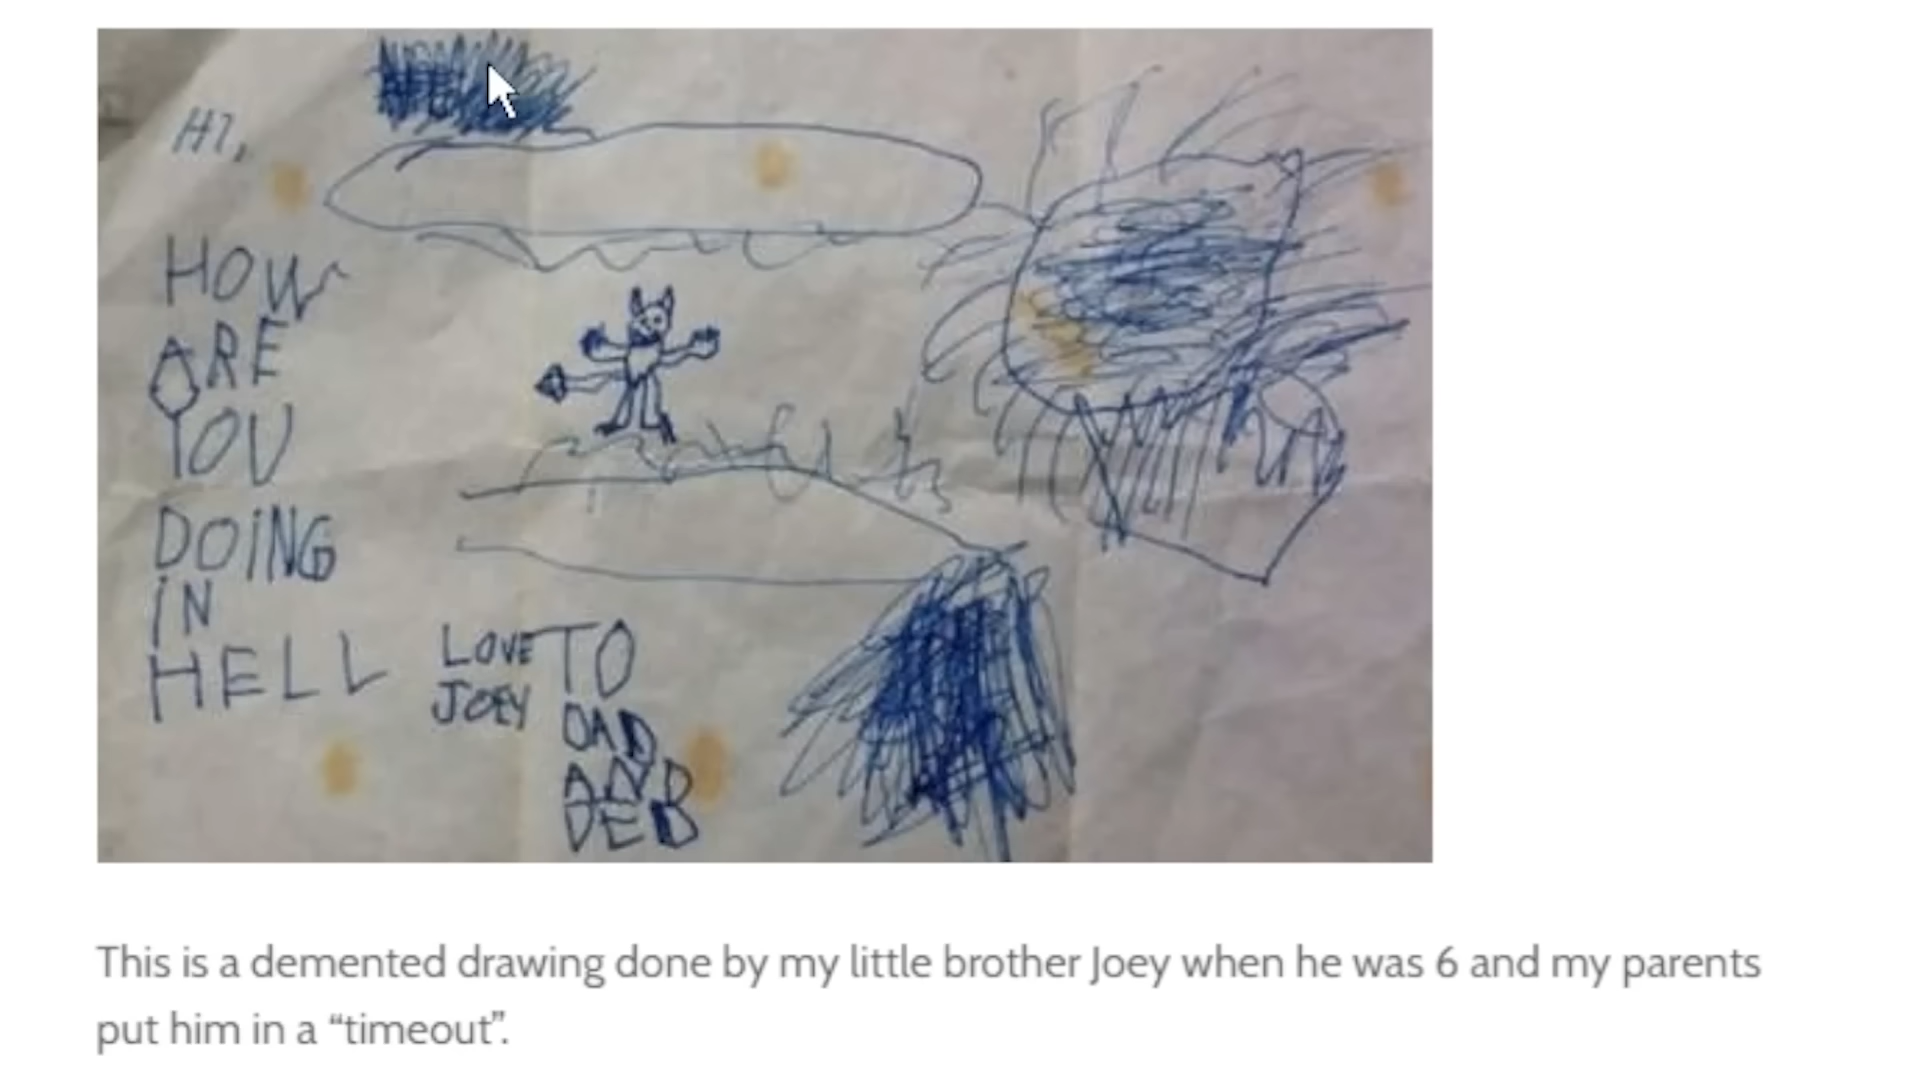 HI,
HOW
ARE
YOU
DOING
IN
HELL
LOVE
JOEY
TO
DAD
AND
DEB
This is a demented drawing done by my little brother Joey when he was 6 and my parents
put him in a “timeout”.